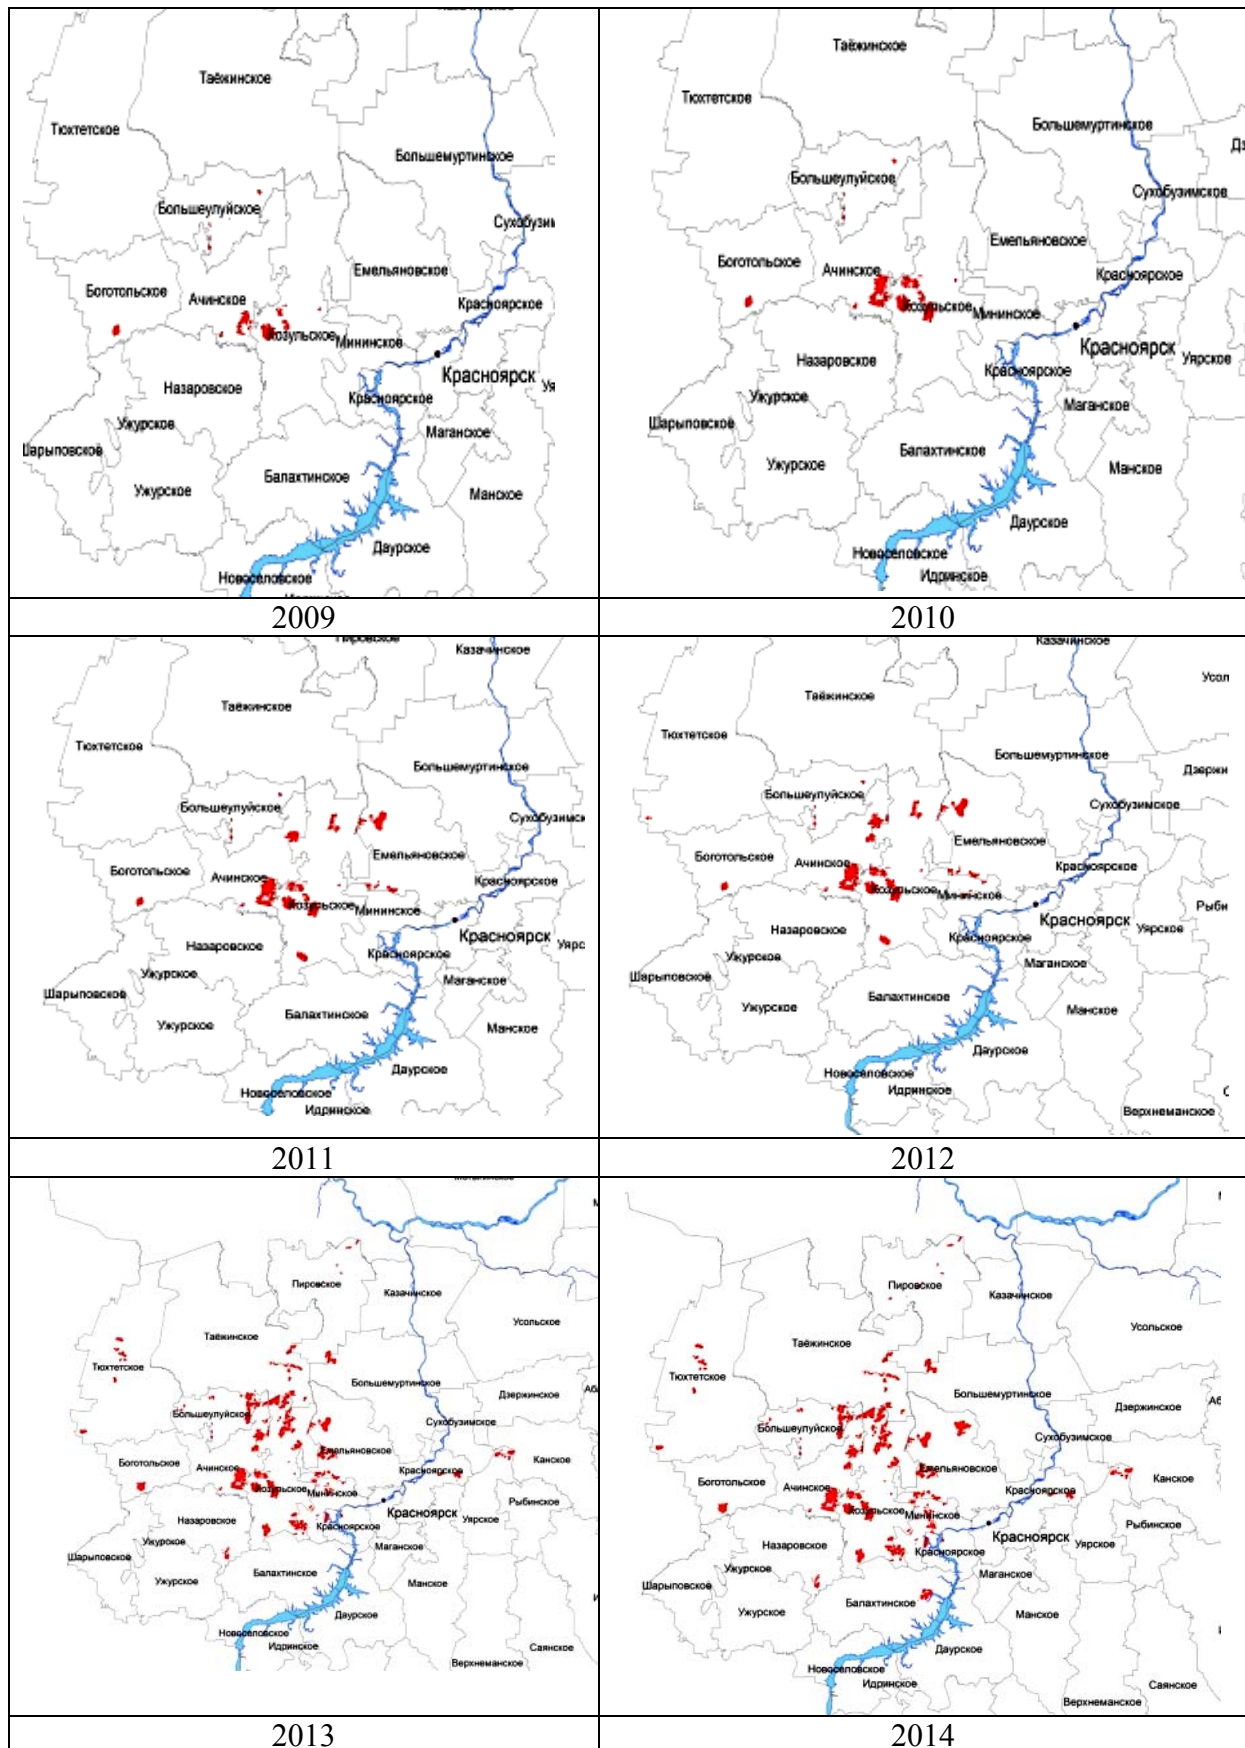 Таёжинское
Тюхтетское
Большемуртинское
Большеулуйское
Емельяновское
Боготольское
Ачинское
Красноярское
Козульское
Мининское
Красноярск
Назаровское
Красноярское
Ужурское
Маганское
Балахтинское
Ужурское
Манское
Даурское
Новоселовское
2009
Таёжинское
Тюхтетское
Большемуртинское
Большеулуйское
Сухобузимское
Емельяновское
Боготольское
Ачинское
Красноярское
Козульское
Мининское
Красноярск
Уярское
Назаровское
Красноярское
Ужурское
Маганское
Шарыповское
Балахтинское
Ужурское
Манское
Даурское
Новоселовское
Идринское
2010
Казачинское
Таёжинское
Тюхтетское
Большемуртинское
Большеулуйское
Емельяновское
Боготольское
Ачинское
Красноярское
Козульское
Мининское
Красноярск
Назаровское
Красноярское
Ужурское
Маганское
Шарыповское
Балахтинское
Ужурское
Манское
Даурское
Новоселовское
Идринское
2011
Казачинское
Усол
Таёжинское
Тюхтетское
Большемуртинское
Дзержи
Большеулуйское
Сухобузимское
Емельяновское
Боготольское
Ачинское
Красноярское
Козульское
Мининское
Рыби
Красноярск
Уярское
Назаровское
Красноярское
Ужурское
Маганское
Шарыповское
Балахтинское
Ужурское
Манское
Даурское
Новоселовское
Идринское
Верхнеманское
2012
Пировское
Казачинское
Усольское
Таёжинское
Тюхтетское
Большемуртинское
Дзержинское
Большеулуйское
Сухобузимское
Емельяновское
Боготольское
Ачинское
Красноярское
Канское
Козульское
Мининское
Рыбинское
Красноярск
Уярское
Назаровское
Красноярское
Ужурское
Маганское
Шарыповское
Балахтинское
Ужурское
Манское
Даурское
Новоселовское
Идринское
Саянское
Верхнеманское
2013
Пировское
Казачинское
Усольское
Таёжинское
Тюхтетское
Большемуртинское
Дзержинское
Большеулуйское
Сухобузимское
Емельяновское
Боготольское
Ачинское
Красноярское
Канское
Козульское
Мининское
Рыбинское
Красноярск
Уярское
Назаровское
Красноярское
Ужурское
Маганское
Шарыповское
Балахтинское
Ужурское
Манское
Даурское
Новоселовское
Идринское
Саянское
Верхнеманское
2014